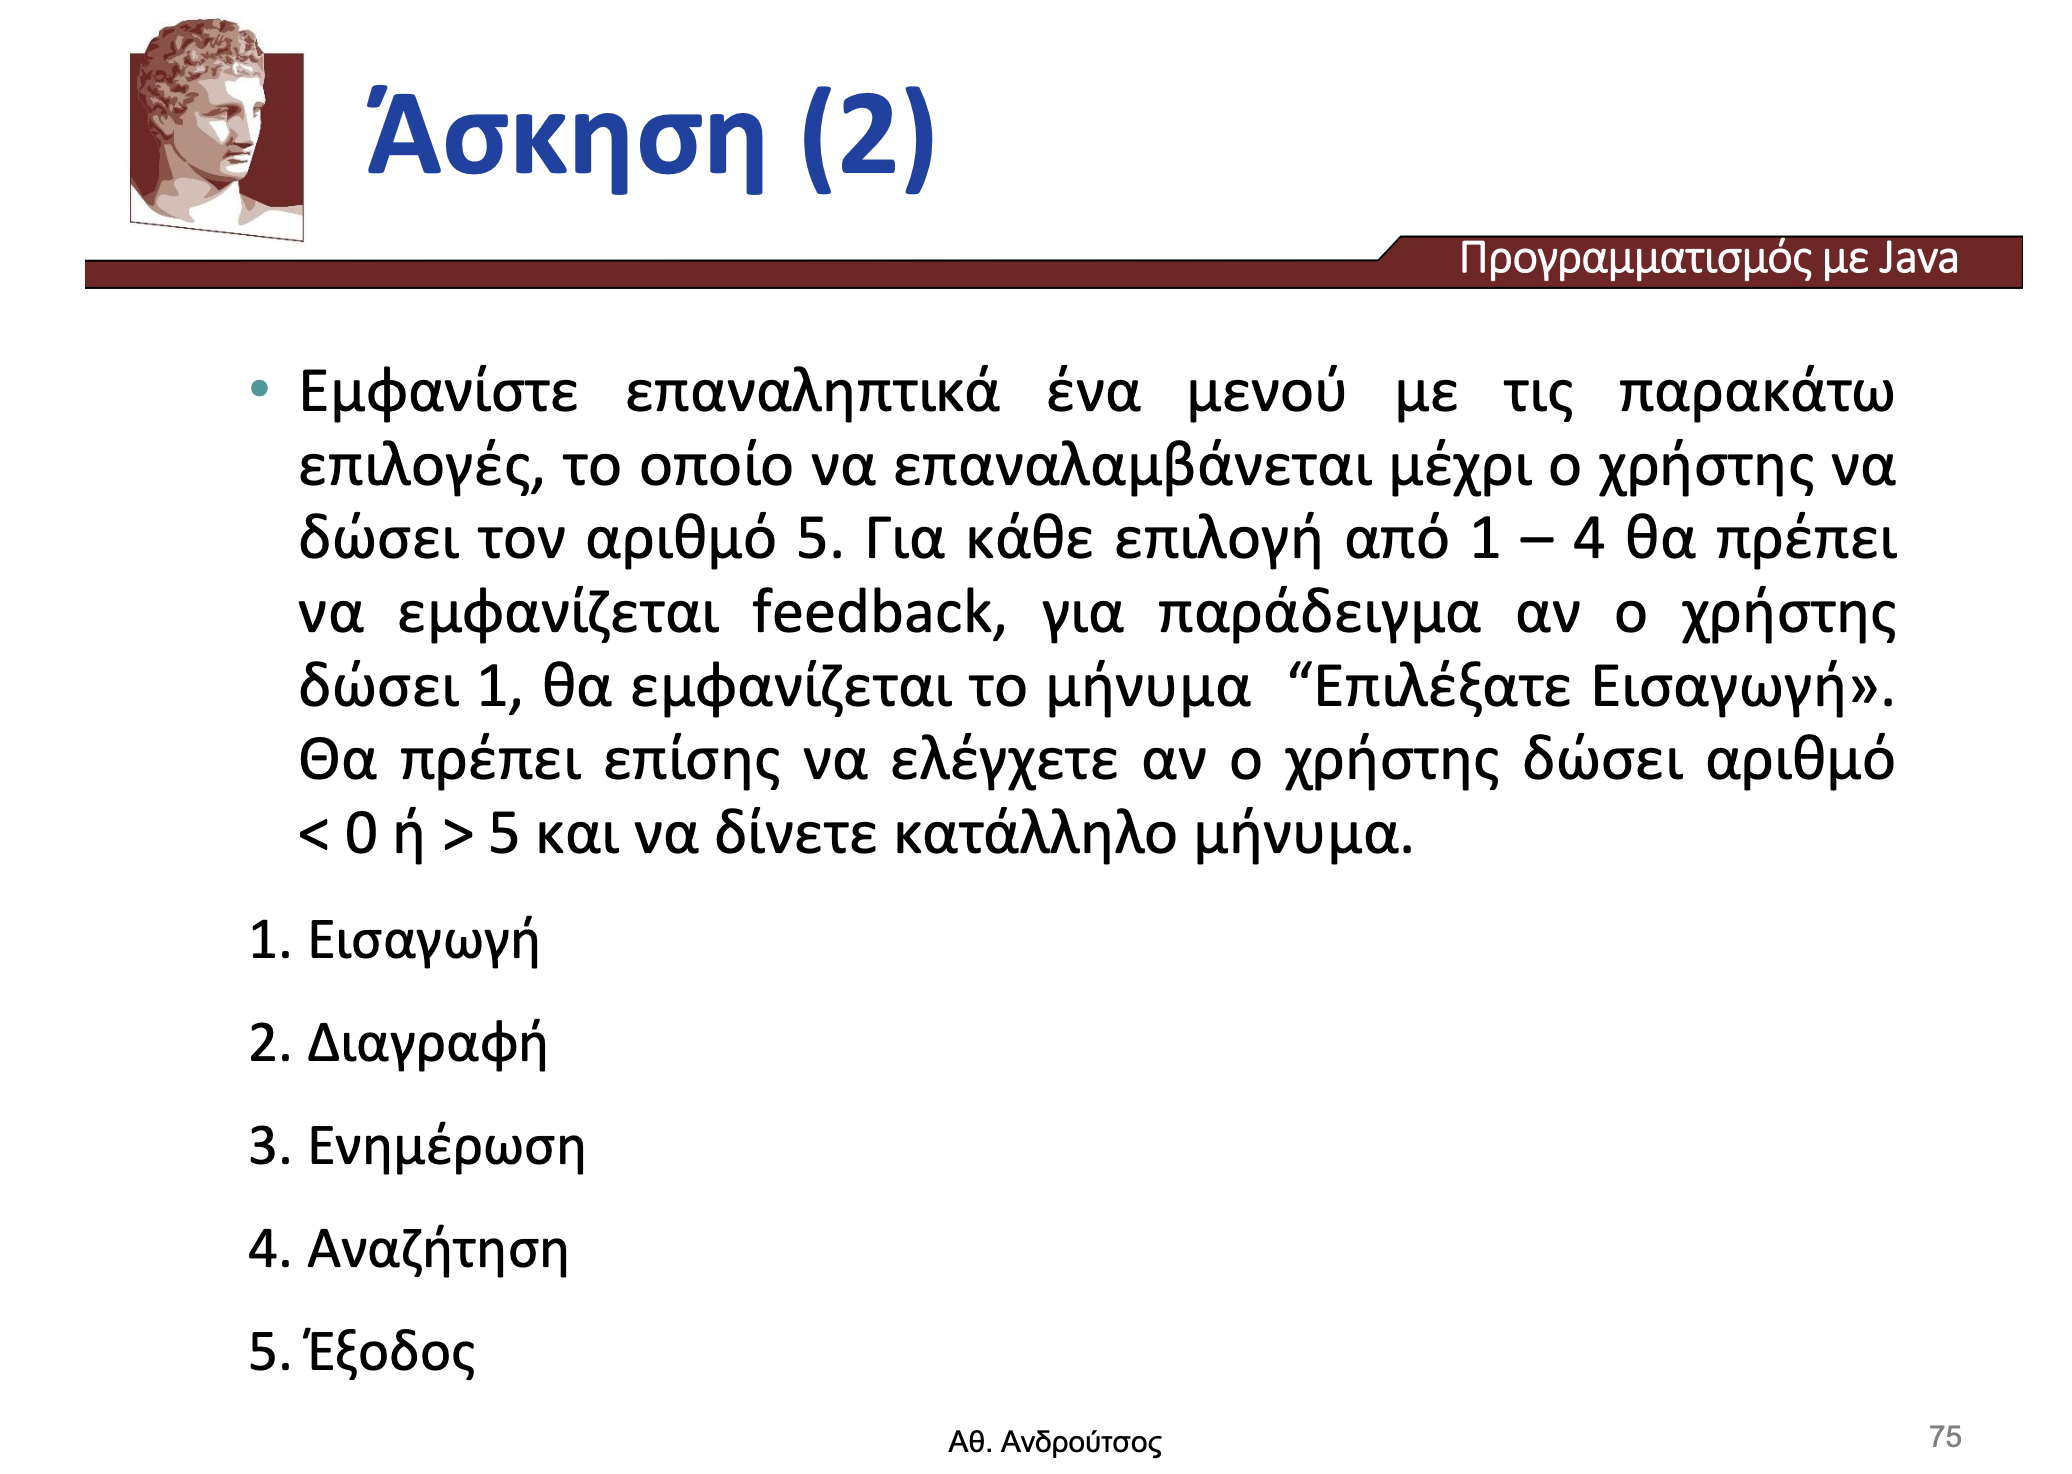 Άσκηση (2)
Προγραμματισμός με Java
• Εμφανίστε επαναληπτικά ένα μενού με τις παρακάτω
επιλογές, το οποίο να επαναλαμβάνεται μέχρι ο χρήστης να
δώσει τον αριθμό 5. Για κάθε επιλογή από 1 – 4 θα πρέπει
να εμφανίζεται feedback, για παράδειγμα αν ο χρήστης
δώσει 1, θα εμφανίζεται το μήνυμα “Επιλέξατε Εισαγωγή».
Θα πρέπει επίσης να ελέγχετε αν ο χρήστης δώσει αριθμό
< 0 ή > 5 και να δίνετε κατάλληλο μήνυμα.
1. Εισαγωγή
2. Διαγραφή
3. Ενημέρωση
4. Αναζήτηση
5. Έξοδος
Αθ. Ανδρούτσος
75